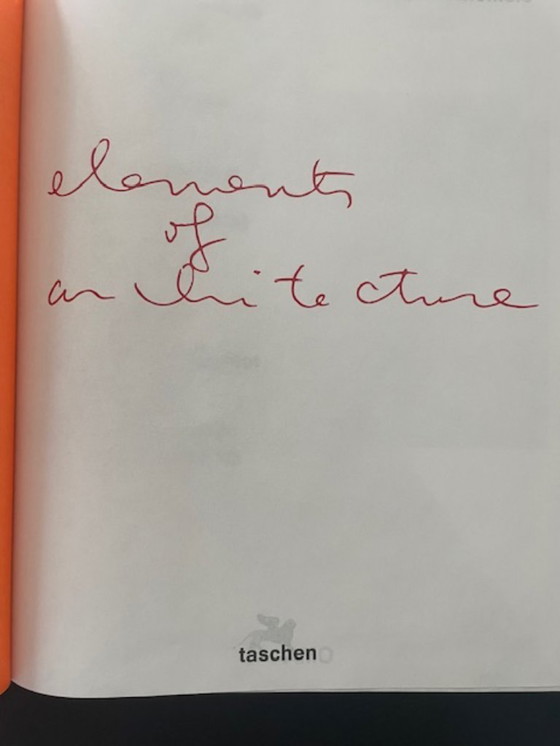 elements
of
architecture
taschen